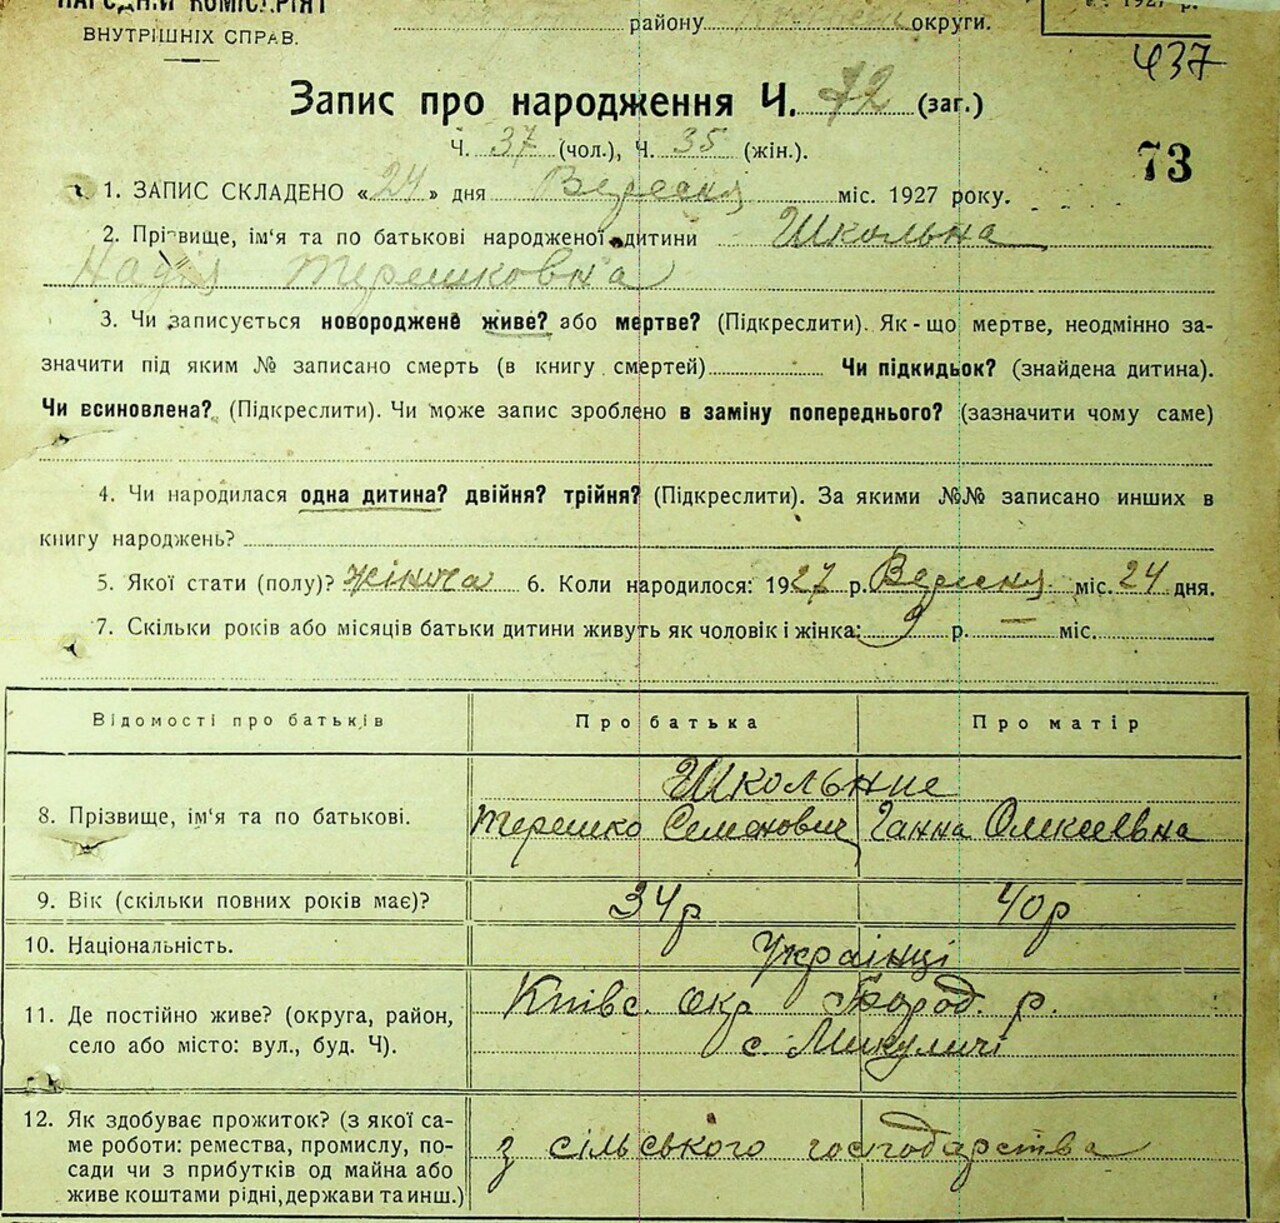 НАРОДНІЙ КОМІСАРІЯТ
ВНУТРІШНІХ СПРАВ.
району округи.
1927 р.
437
Запис про народження Ч. 72 (заг.)
Ч. 37 (чол.), Ч. 35 (жін.).
73
1. ЗАПИС СКЛАДЕНО «24» дня Вересня міс. 1927 року.
2. Прізвище, ім'я та по батькові народженої дитини Школьна
Надія Терешковна
3. Чи записується новороджене живе? або мертве? (Підкреслити). Як-що мертве, неодмінно за-
значити під яким № записано смерть (в книгу смертей) Чи підкидьок? (знайдена дитина).
Чи всиновлена? (Підкреслити). Чи може запис зроблено в заміну попереднього? (зазначити чому саме)
4. Чи народилася одна дитина? двійня? трійня? (Підкреслити). За якими №№ записано инших в
книгу народжень?
5. Якої стати (полу)? жіноча 6. Коли народилося: 1927 р. Вересня міс. 24 дня.
7. Скільки років або місяців батьки дитини живуть як чоловік і жінка: 9 р. — міс.
Відомості про батьків Про батька Про матір
8. Прізвище, ім'я та по батькові. Школьние
Терешко Семенович Ганна Олексієвна
9. Вік (скільки повних років має)? 34р 40р
10. Національність. Українці
11. Де постійно живе? (округа, район,
село або місто: вул., буд. Ч).
Київс. окр Бород. р.
с. Микуличі
12. Як здобуває прожиток? (з якої са-
ме роботи: ремества, промислу, по-
сади чи з прибутків од майна або
живе коштами рідні, держави та инш.)
з сільського господарства